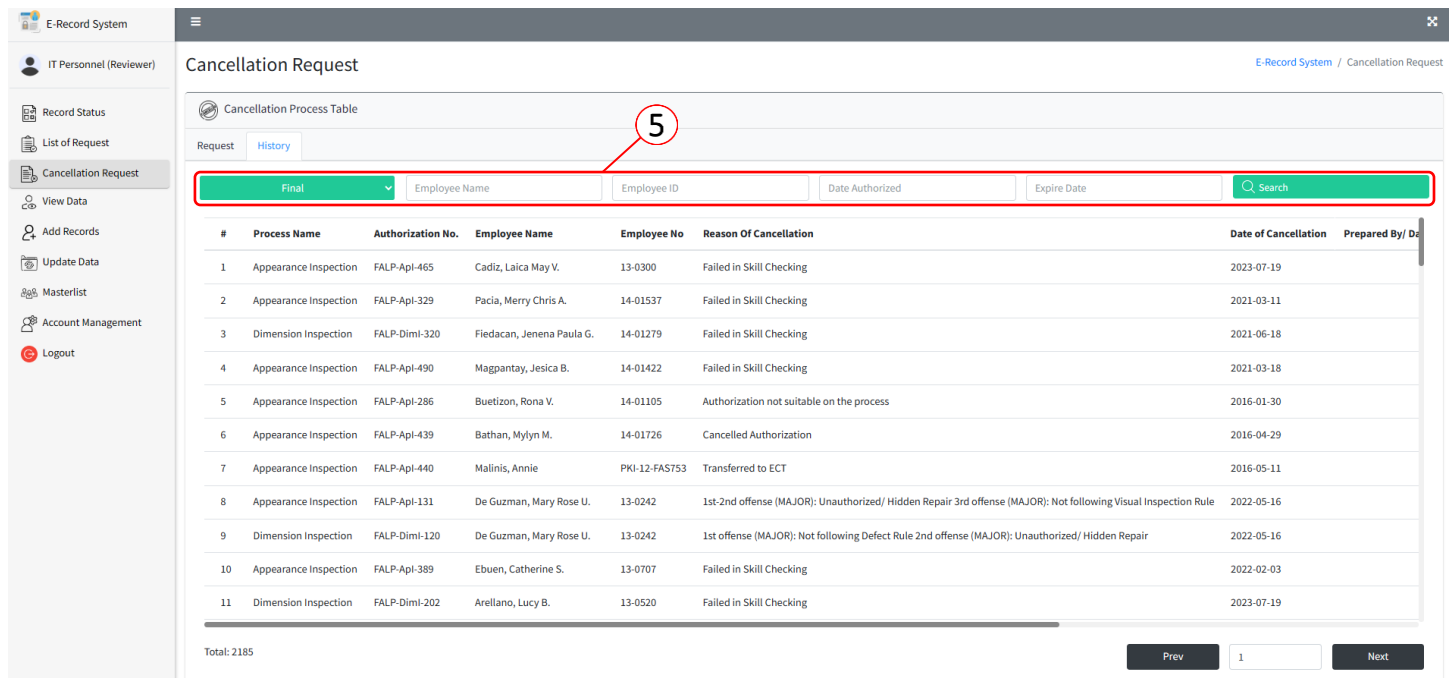 E-Record System
IT Personnel (Reviewer)
Record Status
List of Request
Cancellation Request
View Data
Add Records
Update Data
Masterlist
Account Management
Logout
Cancellation Request
E-Record System / Cancellation Request
Cancellation Process Table
5
Request History
Final Employee Name Employee ID Date Authorized Expire Date Search
# Process Name Authorization No. Employee Name Employee No Reason Of Cancellation Date of Cancellation Prepared By/ Da
1 Appearance Inspection FALP-ApI-465 Cadiz, Laica May V. 13-0300 Failed in Skill Checking 2023-07-19
2 Appearance Inspection FALP-ApI-329 Pacia, Merry Chris A. 14-01537 Failed in Skill Checking 2021-03-11
3 Dimension Inspection FALP-DimI-320 Fiedacan, Jenena Paula G. 14-01279 Failed in Skill Checking 2021-06-18
4 Appearance Inspection FALP-ApI-490 Magpantay, Jesica B. 14-01422 Failed in Skill Checking 2021-03-18
5 Appearance Inspection FALP-ApI-286 Buetizon, Rona V. 14-01105 Authorization not suitable on the process 2016-01-30
6 Appearance Inspection FALP-ApI-439 Bathan, Mylyn M. 14-01726 Cancelled Authorization 2016-04-29
7 Appearance Inspection FALP-ApI-440 Malinis, Annie PKI-12-FAS753 Transferred to ECT 2016-05-11
8 Appearance Inspection FALP-ApI-131 De Guzman, Mary Rose U. 13-0242 1st-2nd offense (MAJOR): Unauthorized/ Hidden Repair 3rd offense (MAJOR): Not following Visual Inspection Rule 2022-05-16
9 Dimension Inspection FALP-DimI-120 De Guzman, Mary Rose U. 13-0242 1st offense (MAJOR): Not following Defect Rule 2nd offense (MAJOR): Unauthorized/ Hidden Repair 2022-05-16
10 Appearance Inspection FALP-ApI-389 Ebuen, Catherine S. 13-0707 Failed in Skill Checking 2022-02-03
11 Dimension Inspection FALP-DimI-202 Arellano, Lucy B. 13-0520 Failed in Skill Checking 2023-07-19
Total: 2185
Prev 1 Next